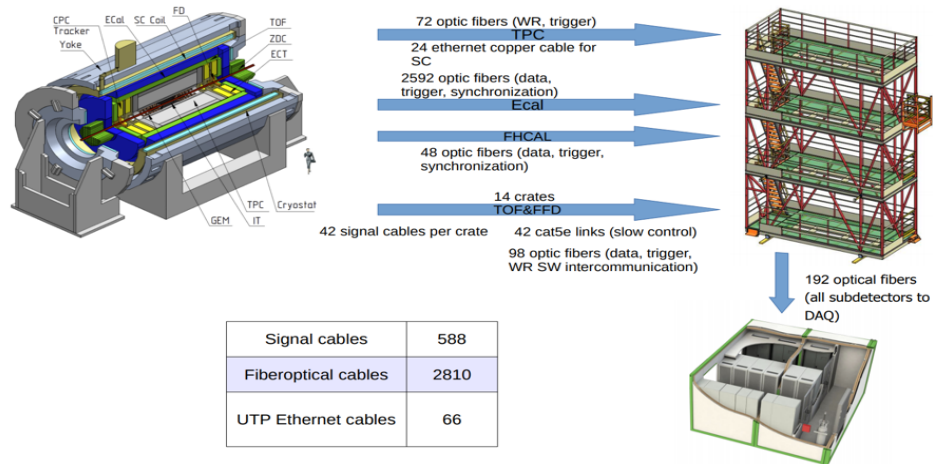 CPC
Tracker
Yoke
ECal
SC Coil
FD
TOF
ZDC
ECT
GEM
IT
TPC
Cryostat
72 optic fibers (WR, trigger)
TPC
24 ethernet copper cable for
SC
2592 optic fibers (data,
trigger, synchronization)
Ecal
FHCAL
48 optic fibers (data, trigger,
synchronization)
14 crates
TOF&FFD
42 signal cables per crate
42 cat5e links (slow control)
98 optic fibers (data, trigger,
WR SW intercommunication)
192 optical fibers
(all subdetectors to
DAQ)
Signal cables 588
Fiberoptical cables 2810
UTP Ethernet cables 66